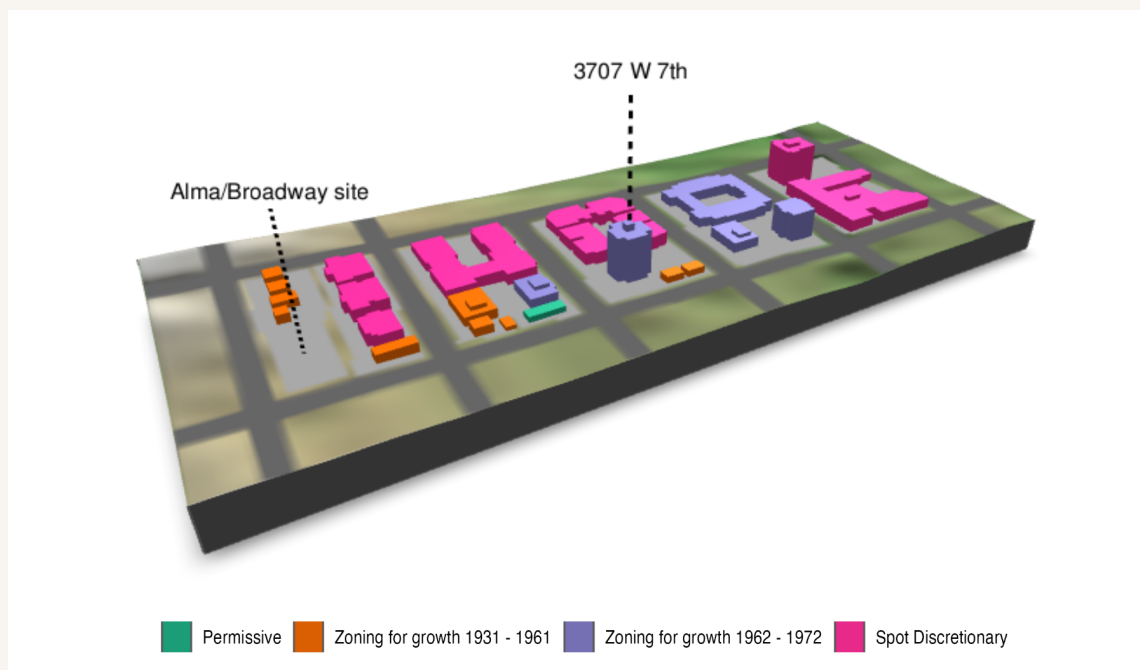 3707 W 7th
Alma/Broadway site
Permissive
Zoning for growth 1931 - 1961
Zoning for growth 1962 - 1972
Spot Discretionary